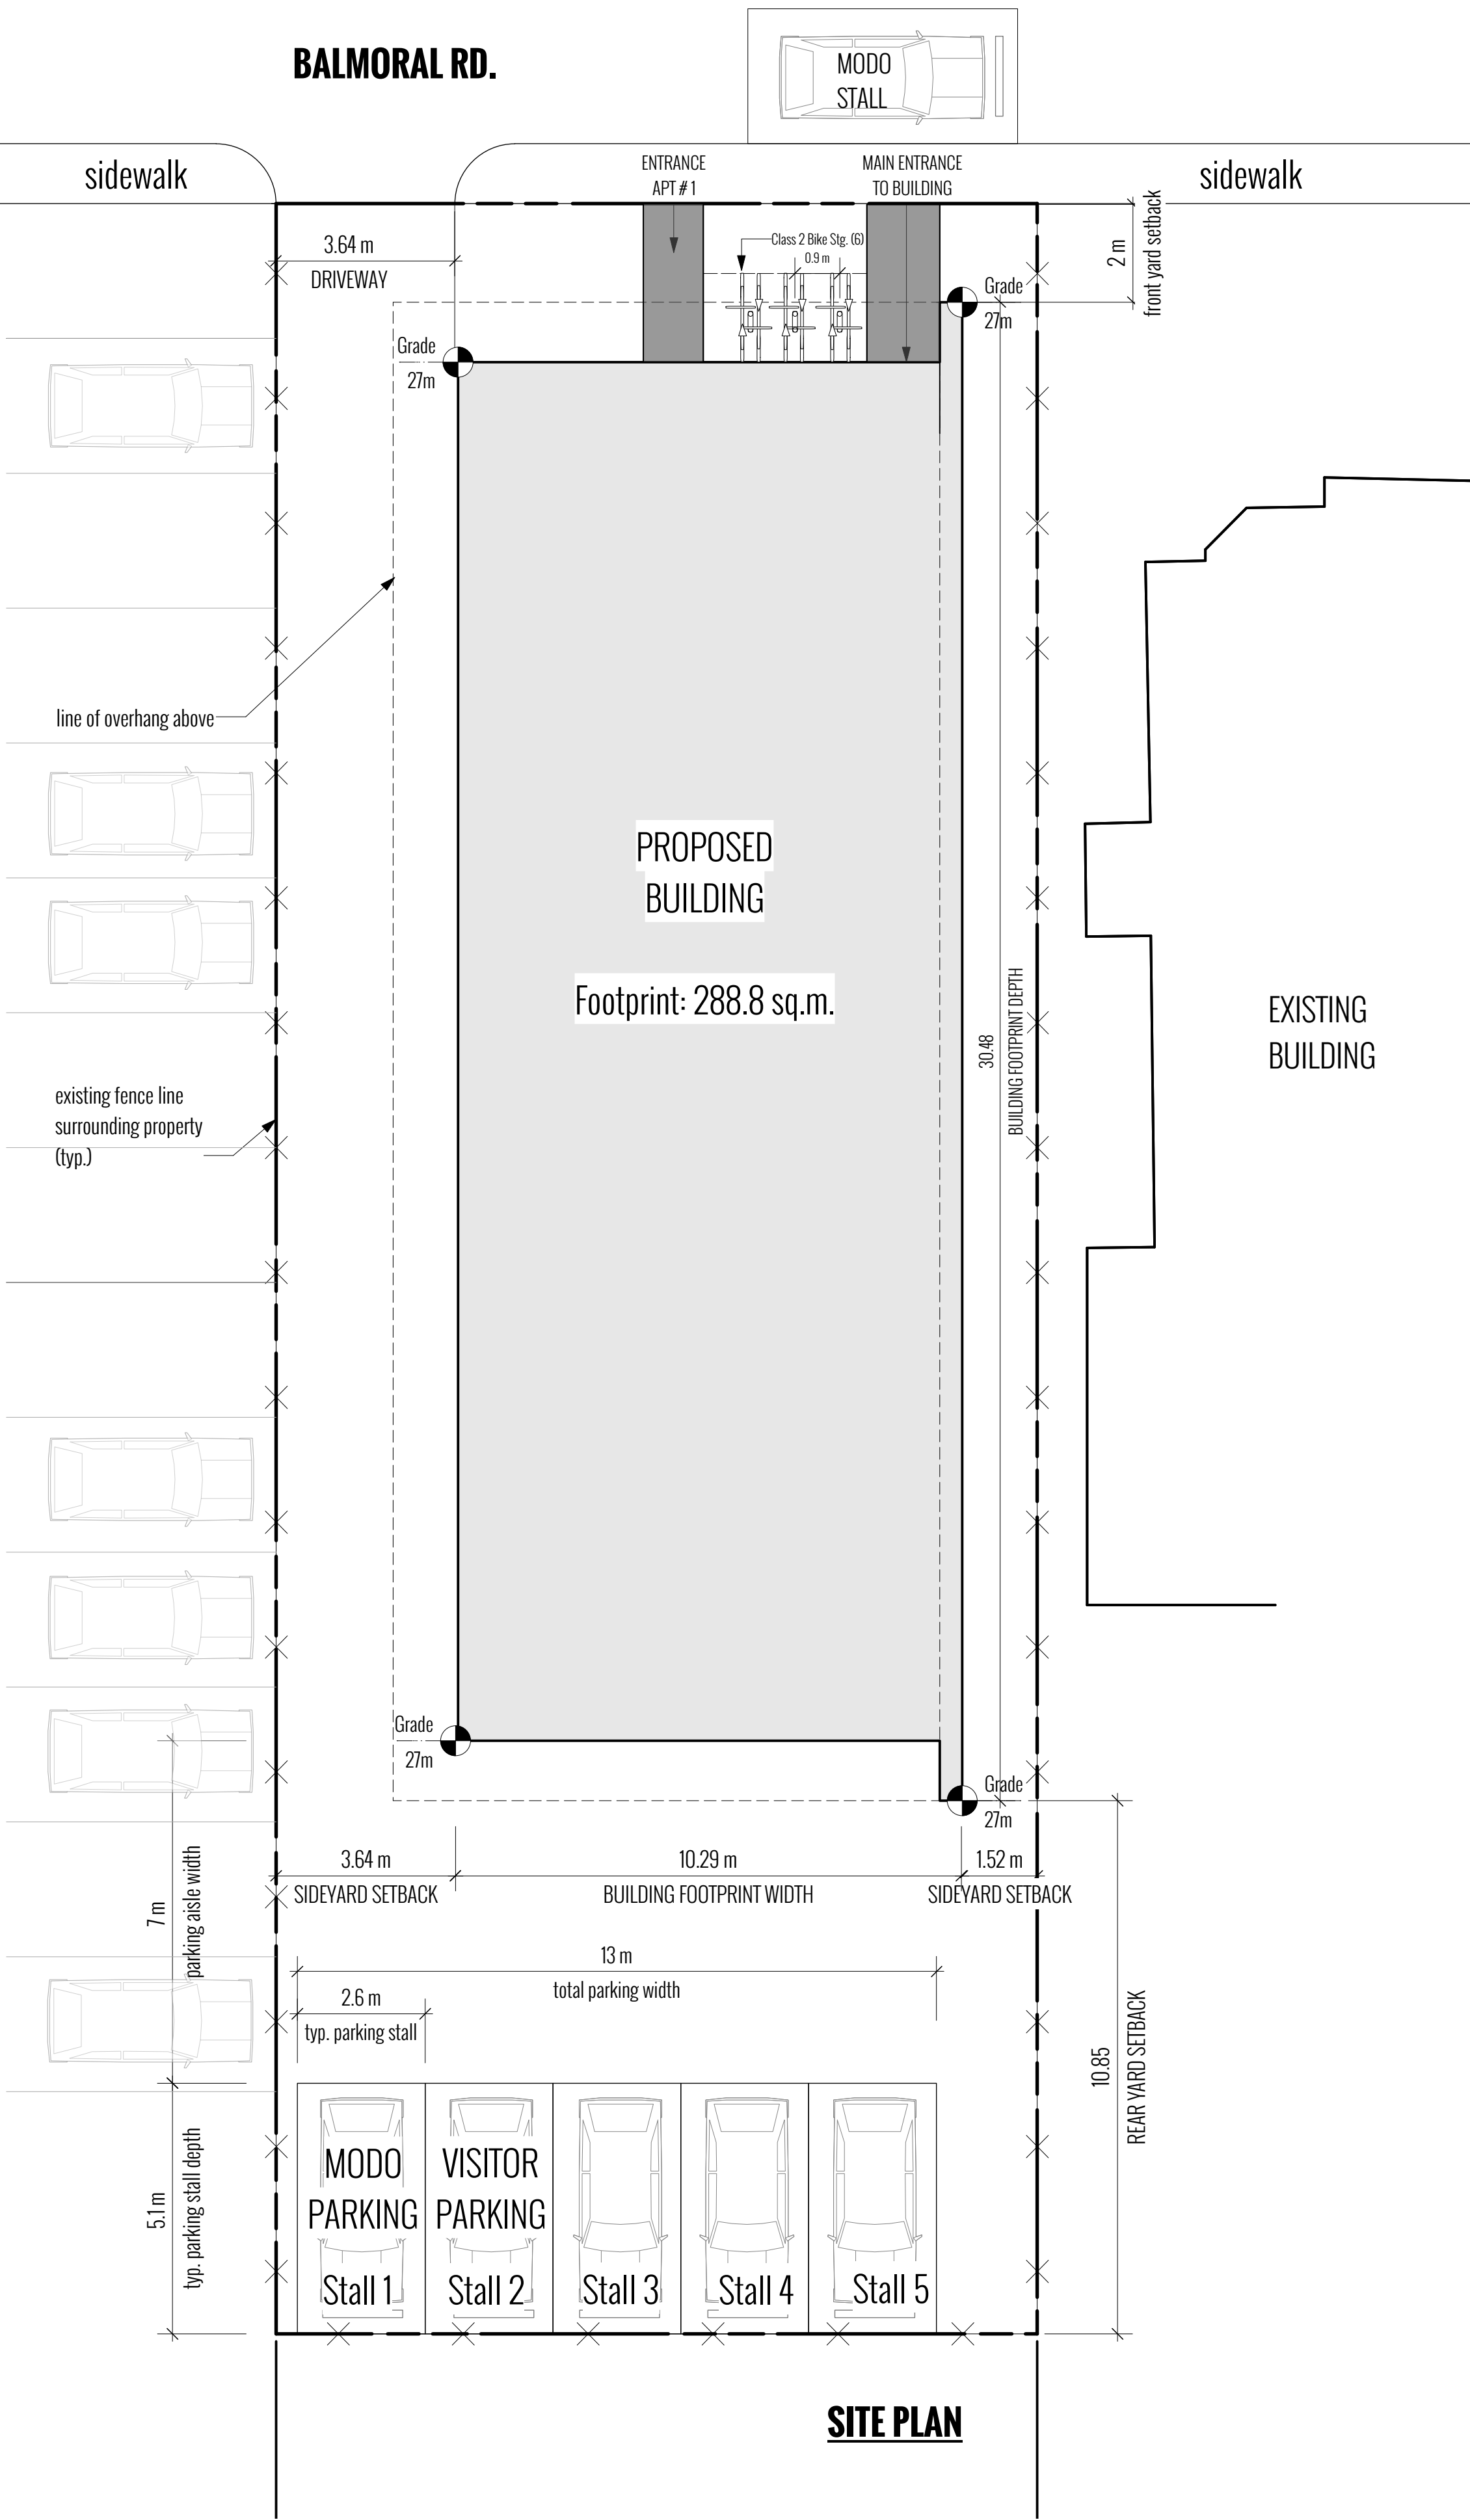 BALMORAL RD.
MODO
STALL
sidewalk
ENTRANCE
APT # 1
MAIN ENTRANCE
TO BUILDING
sidewalk
3.64 m
DRIVEWAY
Class 2 Bike Stg. (6)
0.9 m
2 m
front yard setback
Grade
27m
Grade
27m
line of overhang above
PROPOSED
BUILDING
Footprint: 288.8 sq.m.
30.48
BUILDING FOOTPRINT DEPTH
EXISTING
BUILDING
existing fence line
surrounding property
(typ.)
Grade
27m
Grade
27m
3.64 m
SIDEYARD SETBACK
10.29 m
BUILDING FOOTPRINT WIDTH
1.52 m
SIDEYARD SETBACK
7 m
parking aisle width
13 m
total parking width
2.6 m
typ. parking stall
10.85
REAR YARD SETBACK
5.1 m
typ. parking stall depth
MODO
PARKING
Stall 1
VISITOR
PARKING
Stall 2
Stall 3
Stall 4
Stall 5
SITE PLAN